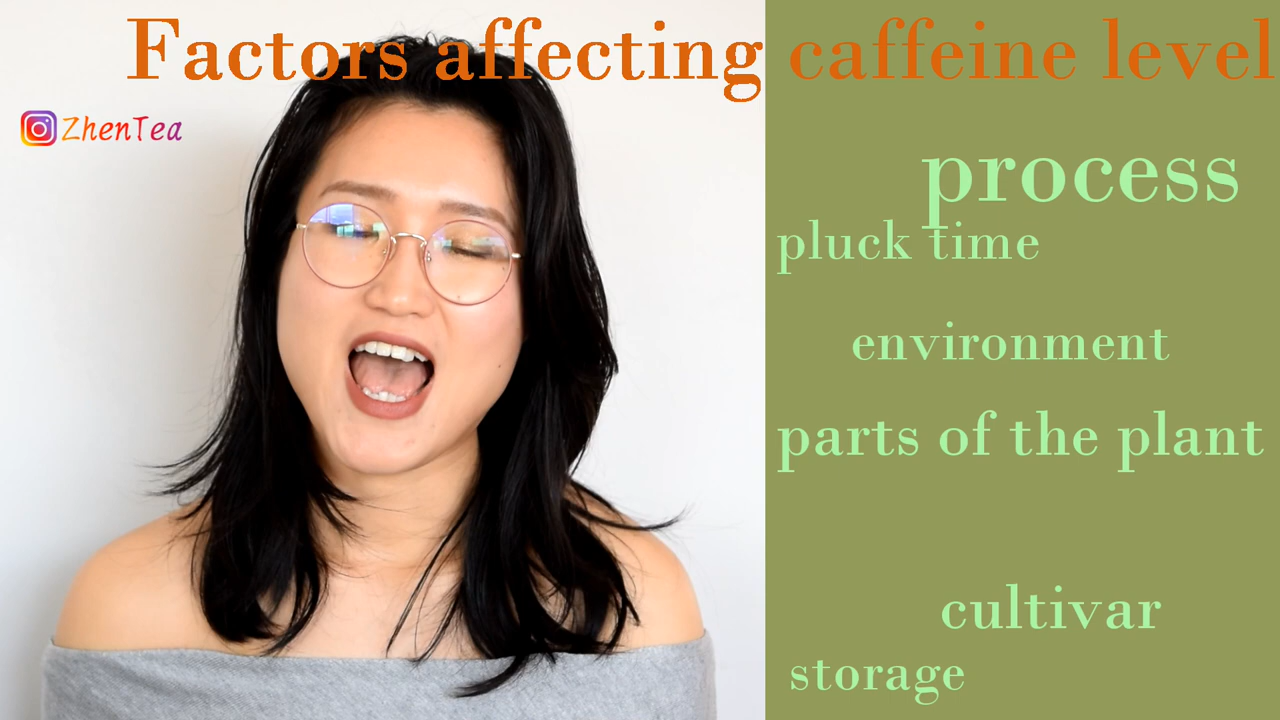 Factors affecting caffeine level
ZhenTea
process
pluck time
environment
parts of the plant
cultivar
storage